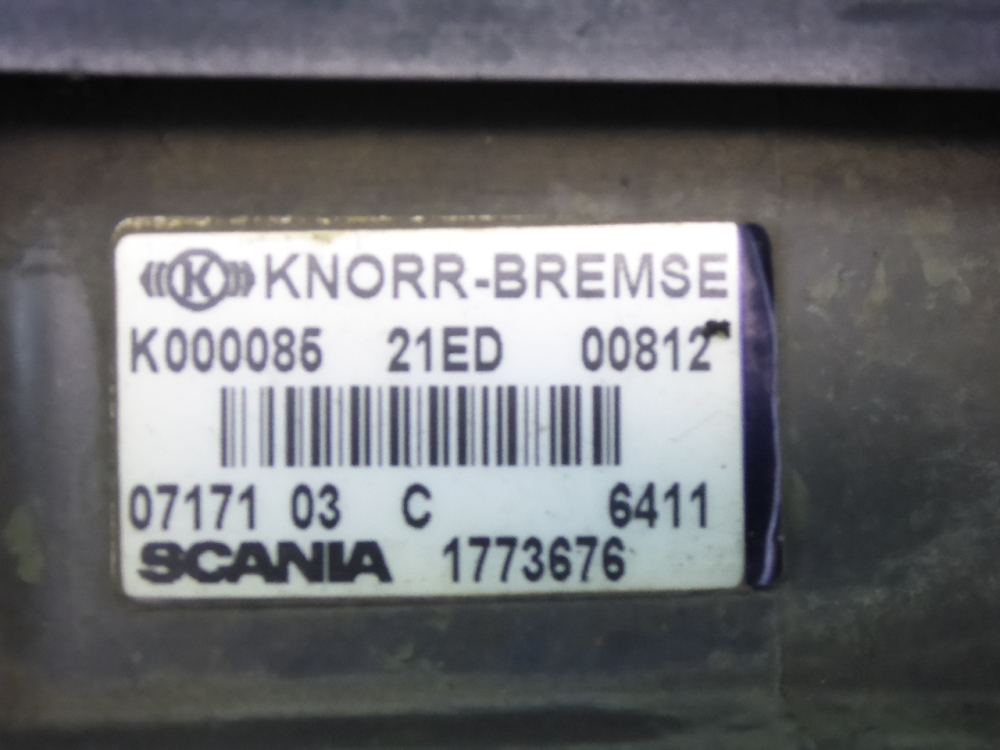 KNORR-BREMSE
K000085 21ED 00812
07171 03 C 6411
SCANIA 1773676